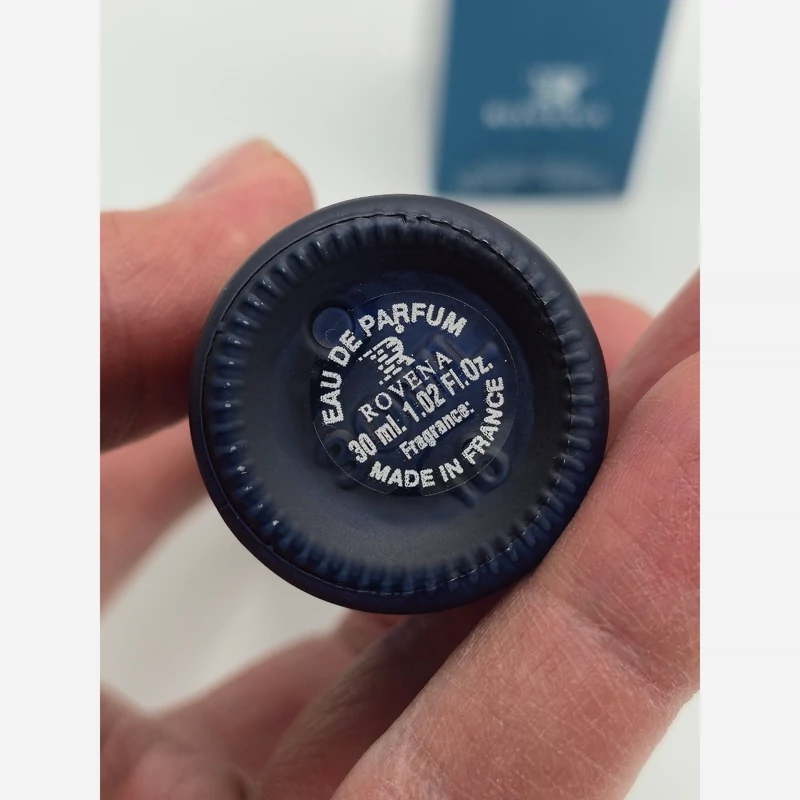 EAU DE PARFUM
R
ROVENA
30 ml. 1.02 Fl.Oz.
Fragrance:
MADE IN FRANCE